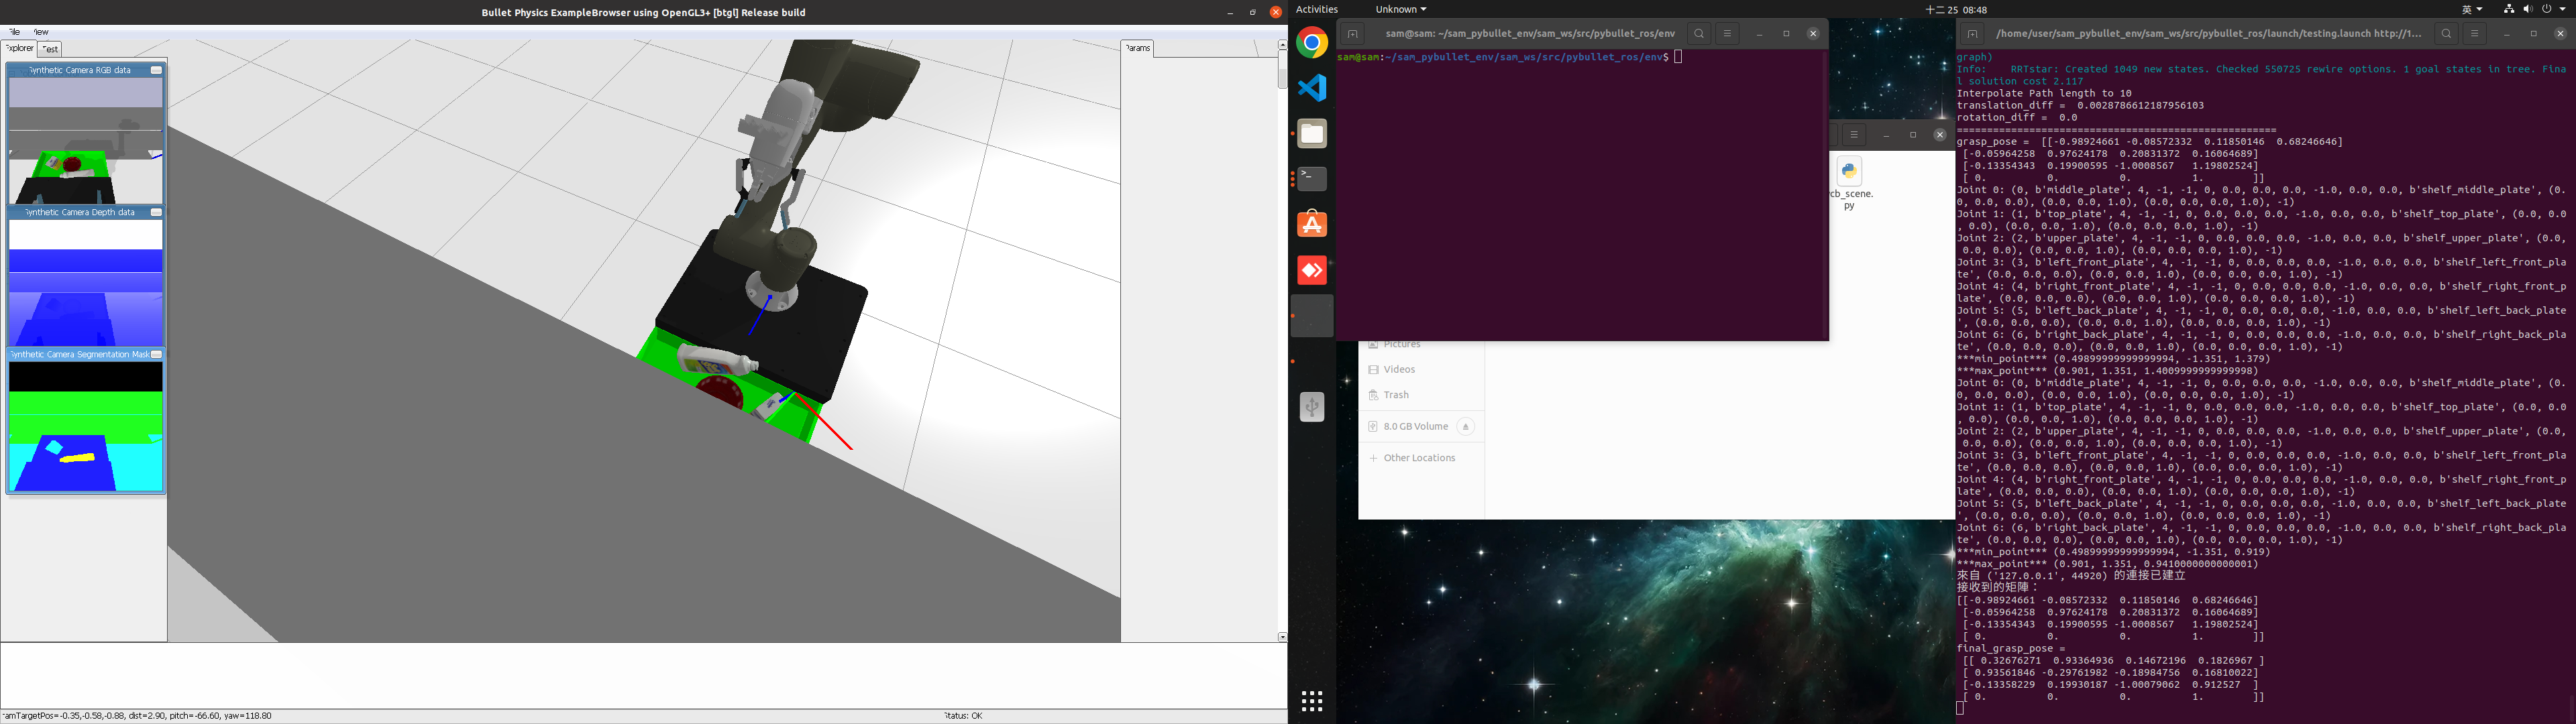 Bullet Physics ExampleBrowser using OpenGL3+ [btgl] Release build
File View
Explorer Test
Synthetic Camera RGB data
Synthetic Camera Depth data
Synthetic Camera Segmentation Mask
Params
amTargetPos=-0.35,-0.58,-0.88, dist=2.90, pitch=-66.60, yaw=118.80
Status: OK
Activities
Unknown
十二 25 08:48
英
sam@sam: ~/sam_pybullet_env/sam_ws/src/pybullet_ros/env
sam@sam:~/sam_pybullet_env/sam_ws/src/pybullet_ros/env$
ycb_scene.
py
Pictures
Videos
Trash
8.0 GB Volume
Other Locations
/home/user/sam_pybullet_env/sam_ws/src/pybullet_ros/launch/testing.launch http://1...
graph)
Info:    RRTstar: Created 1049 new states. Checked 550725 rewire options. 1 goal states in tree. Fina
l solution cost 2.117
Interpolate Path length to 10
translation_diff =  0.0028786612187956103
rotation_diff =  0.0
=====================================================
grasp_pose =  [[-0.98924661 -0.08572332  0.11850146  0.68246646]
 [-0.05964258  0.97624178  0.20831372  0.16064689]
 [-0.13354343  0.19900595 -1.0008567   1.19802524]
 [ 0.          0.          0.          1.        ]]
Joint 0: (0, b'middle_plate', 4, -1, -1, 0, 0.0, 0.0, 0.0, -1.0, 0.0, 0.0, b'shelf_middle_plate', (0.
0, 0.0, 0.0), (0.0, 0.0, 1.0), (0.0, 0.0, 0.0, 1.0), -1)
Joint 1: (1, b'top_plate', 4, -1, -1, 0, 0.0, 0.0, 0.0, -1.0, 0.0, 0.0, b'shelf_top_plate', (0.0, 0.0
, 0.0), (0.0, 0.0, 1.0), (0.0, 0.0, 0.0, 1.0), -1)
Joint 2: (2, b'upper_plate', 4, -1, -1, 0, 0.0, 0.0, 0.0, -1.0, 0.0, 0.0, b'shelf_upper_plate', (0.0,
 0.0, 0.0), (0.0, 0.0, 1.0), (0.0, 0.0, 0.0, 1.0), -1)
Joint 3: (3, b'left_front_plate', 4, -1, -1, 0, 0.0, 0.0, 0.0, -1.0, 0.0, 0.0, b'shelf_left_front_pla
te', (0.0, 0.0, 0.0), (0.0, 0.0, 1.0), (0.0, 0.0, 0.0, 1.0), -1)
Joint 4: (4, b'right_front_plate', 4, -1, -1, 0, 0.0, 0.0, 0.0, -1.0, 0.0, 0.0, b'shelf_right_front_p
late', (0.0, 0.0, 0.0), (0.0, 0.0, 1.0), (0.0, 0.0, 0.0, 1.0), -1)
Joint 5: (5, b'left_back_plate', 4, -1, -1, 0, 0.0, 0.0, 0.0, -1.0, 0.0, 0.0, b'shelf_left_back_plate
', (0.0, 0.0, 0.0), (0.0, 0.0, 1.0), (0.0, 0.0, 0.0, 1.0), -1)
Joint 6: (6, b'right_back_plate', 4, -1, -1, 0, 0.0, 0.0, 0.0, -1.0, 0.0, 0.0, b'shelf_right_back_pla
te', (0.0, 0.0, 0.0), (0.0, 0.0, 1.0), (0.0, 0.0, 0.0, 1.0), -1)
***min_point*** (0.49899999999999994, -1.351, 1.379)
***max_point*** (0.901, 1.351, 1.4009999999999998)
Joint 0: (0, b'middle_plate', 4, -1, -1, 0, 0.0, 0.0, 0.0, -1.0, 0.0, 0.0, b'shelf_middle_plate', (0.
0, 0.0, 0.0), (0.0, 0.0, 1.0), (0.0, 0.0, 0.0, 1.0), -1)
Joint 1: (1, b'top_plate', 4, -1, -1, 0, 0.0, 0.0, 0.0, -1.0, 0.0, 0.0, b'shelf_top_plate', (0.0, 0.0
, 0.0), (0.0, 0.0, 1.0), (0.0, 0.0, 0.0, 1.0), -1)
Joint 2: (2, b'upper_plate', 4, -1, -1, 0, 0.0, 0.0, 0.0, -1.0, 0.0, 0.0, b'shelf_upper_plate', (0.0,
 0.0, 0.0), (0.0, 0.0, 1.0), (0.0, 0.0, 0.0, 1.0), -1)
Joint 3: (3, b'left_front_plate', 4, -1, -1, 0, 0.0, 0.0, 0.0, -1.0, 0.0, 0.0, b'shelf_left_front_pla
te', (0.0, 0.0, 0.0), (0.0, 0.0, 1.0), (0.0, 0.0, 0.0, 1.0), -1)
Joint 4: (4, b'right_front_plate', 4, -1, -1, 0, 0.0, 0.0, 0.0, -1.0, 0.0, 0.0, b'shelf_right_front_p
late', (0.0, 0.0, 0.0), (0.0, 0.0, 1.0), (0.0, 0.0, 0.0, 1.0), -1)
Joint 5: (5, b'left_back_plate', 4, -1, -1, 0, 0.0, 0.0, 0.0, -1.0, 0.0, 0.0, b'shelf_left_back_plate
', (0.0, 0.0, 0.0), (0.0, 0.0, 1.0), (0.0, 0.0, 0.0, 1.0), -1)
Joint 6: (6, b'right_back_plate', 4, -1, -1, 0, 0.0, 0.0, 0.0, -1.0, 0.0, 0.0, b'shelf_right_back_pla
te', (0.0, 0.0, 0.0), (0.0, 0.0, 1.0), (0.0, 0.0, 0.0, 1.0), -1)
***min_point*** (0.49899999999999994, -1.351, 0.919)
***max_point*** (0.901, 1.351, 0.9410000000000001)
來自 ('127.0.0.1', 44920) 的連接已建立
接收到的矩陣：
[[-0.98924661 -0.08572332  0.11850146  0.68246646]
 [-0.05964258  0.97624178  0.20831372  0.16064689]
 [-0.13354343  0.19900595 -1.0008567   1.19802524]
 [ 0.          0.          0.          1.        ]]
final_grasp_pose =
 [[ 0.32676271  0.93364936  0.14672196  0.1826967 ]
 [ 0.93561846 -0.29761982 -0.18984756  0.16810022]
 [-0.13358229  0.19930187 -1.00079062  0.912527  ]
 [ 0.          0.          0.          1.        ]]